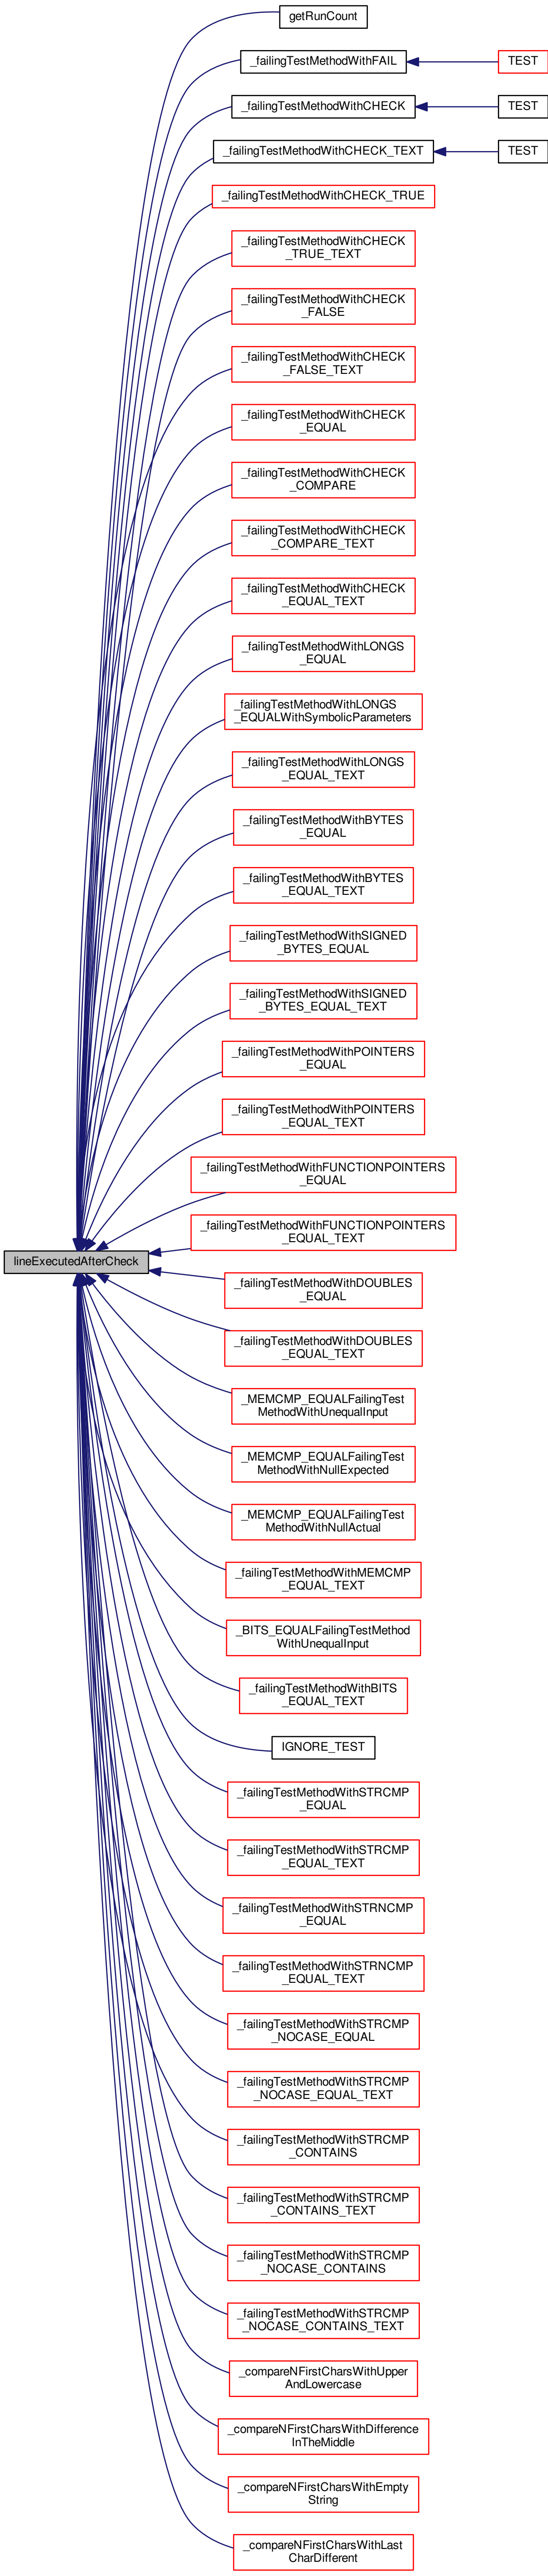 getRunCount
_failingTestMethodWithFAIL
TEST
_failingTestMethodWithCHECK
TEST
_failingTestMethodWithCHECK_TEXT
TEST
_failingTestMethodWithCHECK_TRUE
_failingTestMethodWithCHECK
_TRUE_TEXT
_failingTestMethodWithCHECK
_FALSE
_failingTestMethodWithCHECK
_FALSE_TEXT
_failingTestMethodWithCHECK
_EQUAL
_failingTestMethodWithCHECK
_COMPARE
_failingTestMethodWithCHECK
_COMPARE_TEXT
_failingTestMethodWithCHECK
_EQUAL_TEXT
_failingTestMethodWithLONGS
_EQUAL
_failingTestMethodWithLONGS
_EQUALWithSymbolicParameters
_failingTestMethodWithLONGS
_EQUAL_TEXT
_failingTestMethodWithBYTES
_EQUAL
_failingTestMethodWithBYTES
_EQUAL_TEXT
_failingTestMethodWithSIGNED
_BYTES_EQUAL
_failingTestMethodWithSIGNED
_BYTES_EQUAL_TEXT
_failingTestMethodWithPOINTERS
_EQUAL
_failingTestMethodWithPOINTERS
_EQUAL_TEXT
_failingTestMethodWithFUNCTIONPOINTERS
_EQUAL
_failingTestMethodWithFUNCTIONPOINTERS
_EQUAL_TEXT
lineExecutedAfterCheck
_failingTestMethodWithDOUBLES
_EQUAL
_failingTestMethodWithDOUBLES
_EQUAL_TEXT
_MEMCMP_EQUALFailingTest
MethodWithUnequalInput
_MEMCMP_EQUALFailingTest
MethodWithNullExpected
_MEMCMP_EQUALFailingTest
MethodWithNullActual
_failingTestMethodWithMEMCMP
_EQUAL_TEXT
_BITS_EQUALFailingTestMethod
WithUnequalInput
_failingTestMethodWithBITS
_EQUAL_TEXT
IGNORE_TEST
_failingTestMethodWithSTRCMP
_EQUAL
_failingTestMethodWithSTRCMP
_EQUAL_TEXT
_failingTestMethodWithSTRNCMP
_EQUAL
_failingTestMethodWithSTRNCMP
_EQUAL_TEXT
_failingTestMethodWithSTRCMP
_NOCASE_EQUAL
_failingTestMethodWithSTRCMP
_NOCASE_EQUAL_TEXT
_failingTestMethodWithSTRCMP
_CONTAINS
_failingTestMethodWithSTRCMP
_CONTAINS_TEXT
_failingTestMethodWithSTRCMP
_NOCASE_CONTAINS
_failingTestMethodWithSTRCMP
_NOCASE_CONTAINS_TEXT
_compareNFirstCharsWithUpper
AndLowercase
_compareNFirstCharsWithDifference
InTheMiddle
_compareNFirstCharsWithEmpty
String
_compareNFirstCharsWithLast
CharDifferent